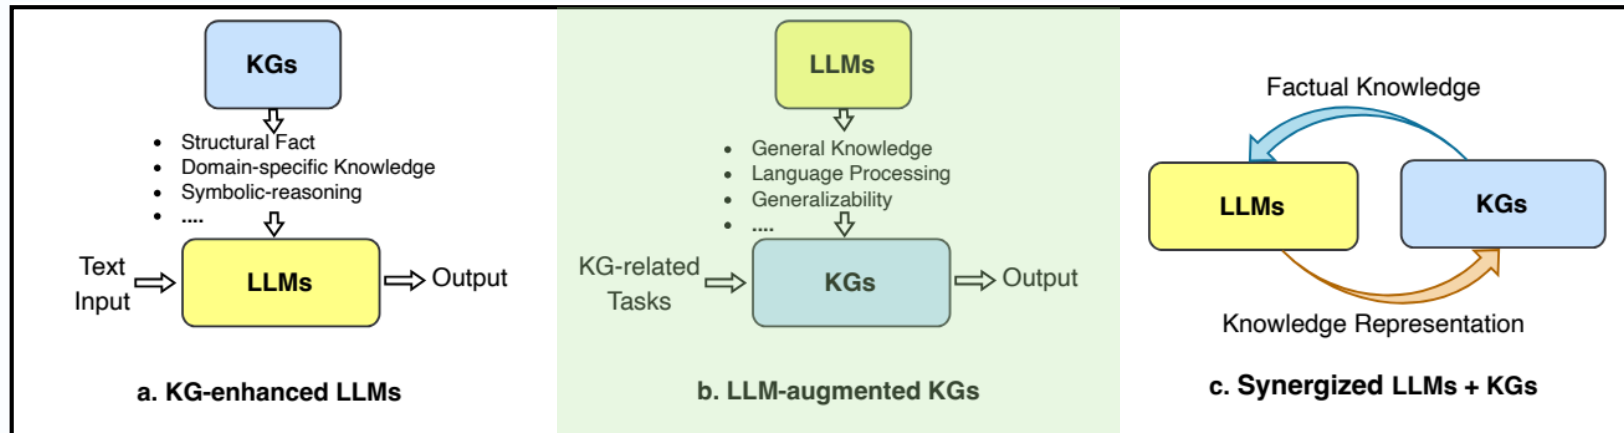 KGs
• Structural Fact
• Domain-specific Knowledge
• Symbolic-reasoning
• ....
Text
Input
LLMs
Output
a. KG-enhanced LLMs
LLMs
• General Knowledge
• Language Processing
• Generalizability
• ....
KG-related
Tasks
KGs
Output
b. LLM-augmented KGs
Factual Knowledge
LLMs
KGs
Knowledge Representation
c. Synergized LLMs + KGs